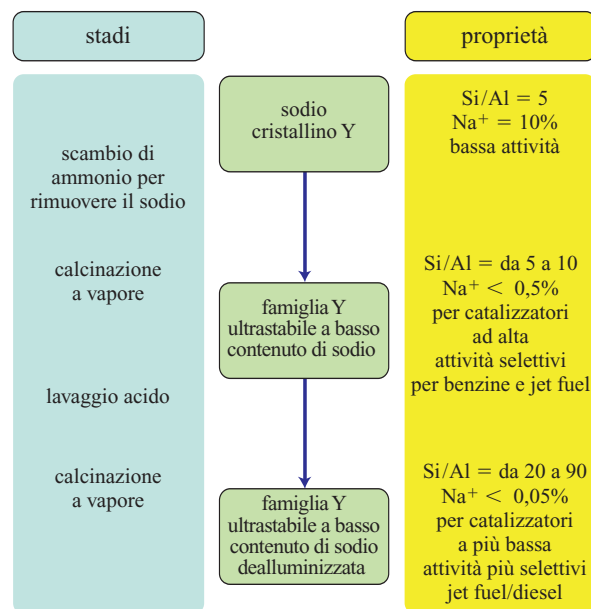 stadi
proprietà
scambio di
ammonio per
rimuovere il sodio
calcinazione
a vapore
lavaggio acido
calcinazione
a vapore
sodio
cristallino Y
famiglia Y
ultrastabile a basso
contenuto di sodio
famiglia Y
ultrastabile a basso
contenuto di sodio
dealluminizzata
Si/Al = 5
Na⁺ = 10%
bassa attività
Si/Al = da 5 a 10
Na⁺ < 0,5%
per catalizzatori
ad alta
attività selettivi
per benzine e jet fuel
Si/Al = da 20 a 90
Na⁺ < 0,05%
per catalizzatori
a più bassa
attività più selettivi
jet fuel/diesel